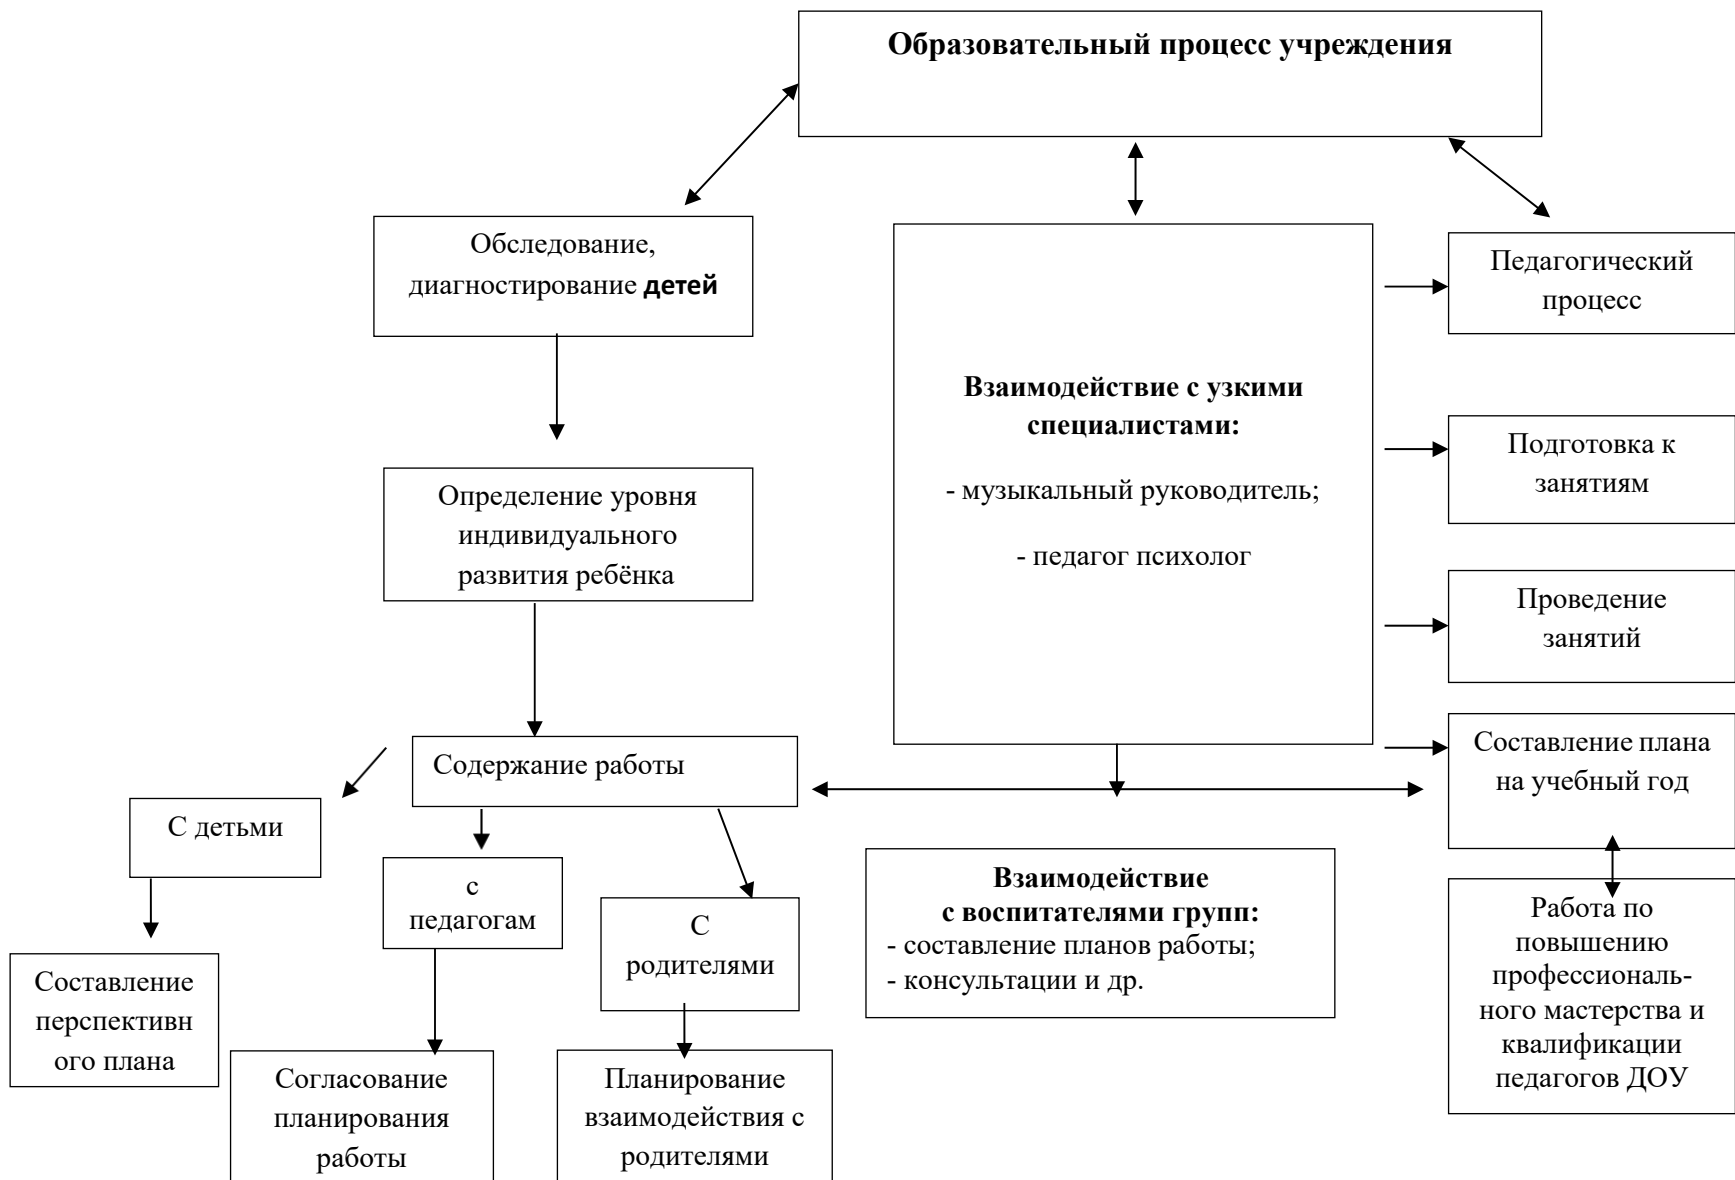 Образовательный процесс учреждения
Обследование,
диагностирование детей
Определение уровня
индивидуального
развития ребёнка
Содержание работы
С детьми
с
педагогам
С
родителями
Составление
перспективн
ого плана
Согласование
планирования
работы
Планирование
взаимодействия с
родителями
Взаимодействие с узкими
специалистами:
- музыкальный руководитель;
- педагог психолог
Взаимодействие
с воспитателями групп:
- составление планов работы;
- консультации и др.
Педагогический
процесс
Подготовка к
занятиям
Проведение
занятий
Составление плана
на учебный год
Работа по
повышению
профессиональ-
ного мастерства и
квалификации
педагогов ДОУ